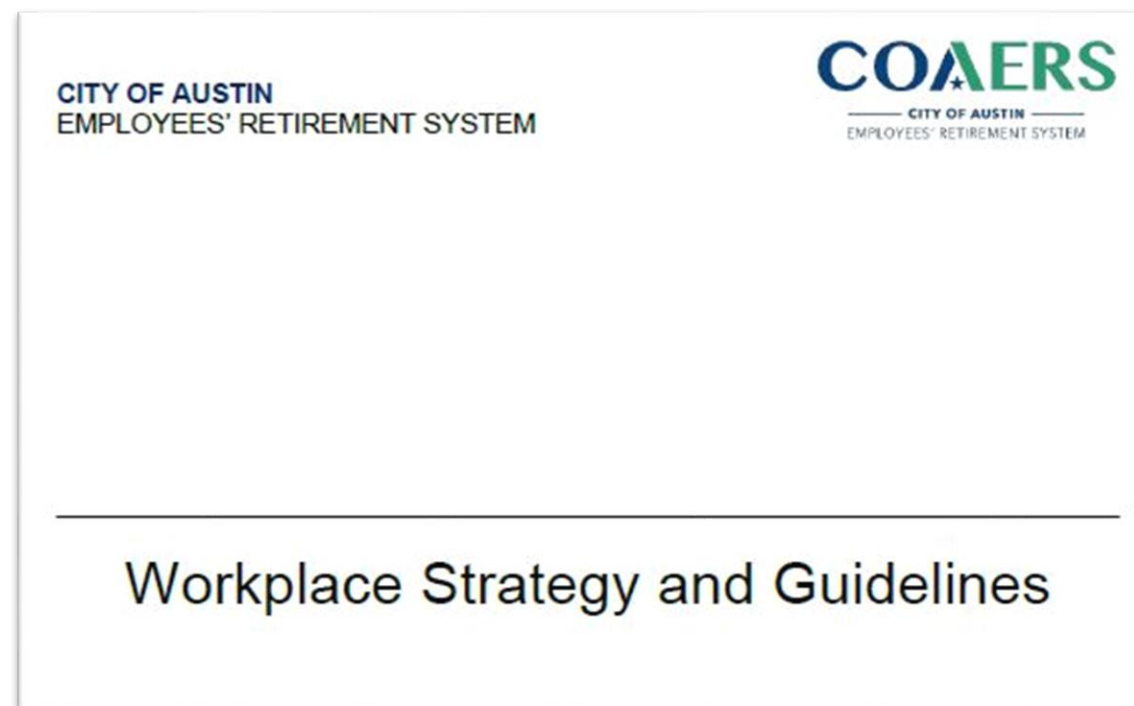 CITY OF AUSTIN
EMPLOYEES' RETIREMENT SYSTEM
COAERS
CITY OF AUSTIN
EMPLOYEES' RETIREMENT SYSTEM
Workplace Strategy and Guidelines